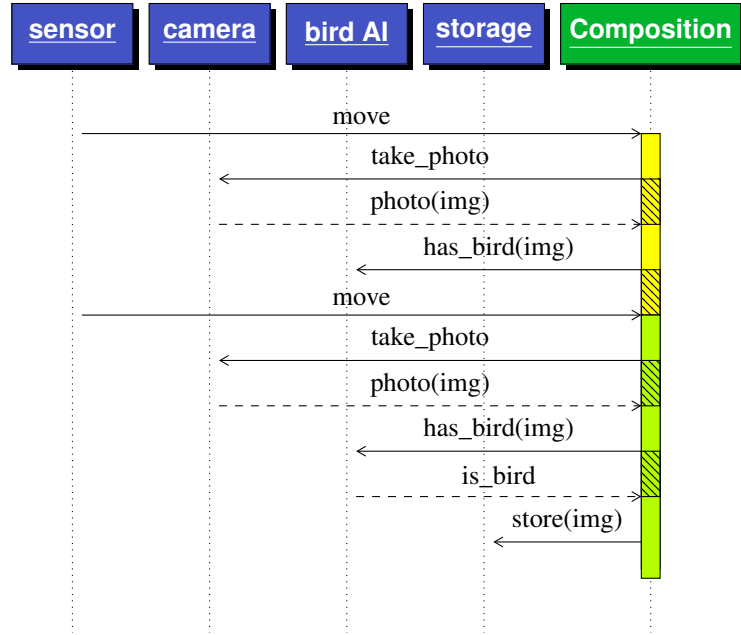 sensor camera bird AI storage Composition
move
take_photo
photo(img)
has_bird(img)
move
take_photo
photo(img)
has_bird(img)
is_bird
store(img)